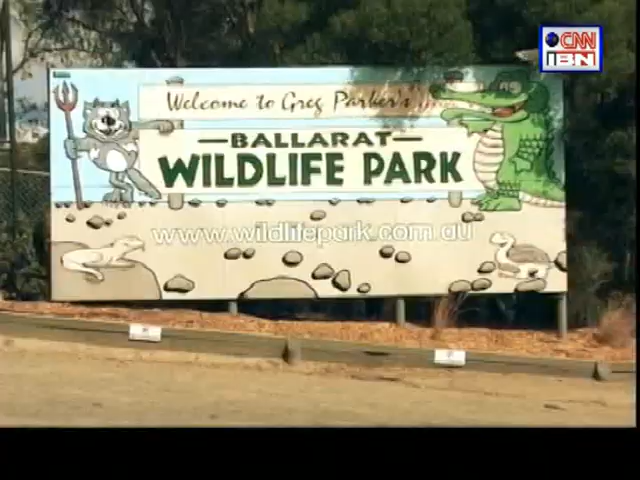 CNN
IBN
Welcome to Greg Parker's
BALLARAT
WILDLIFE PARK
www.wildlifepark.com.au